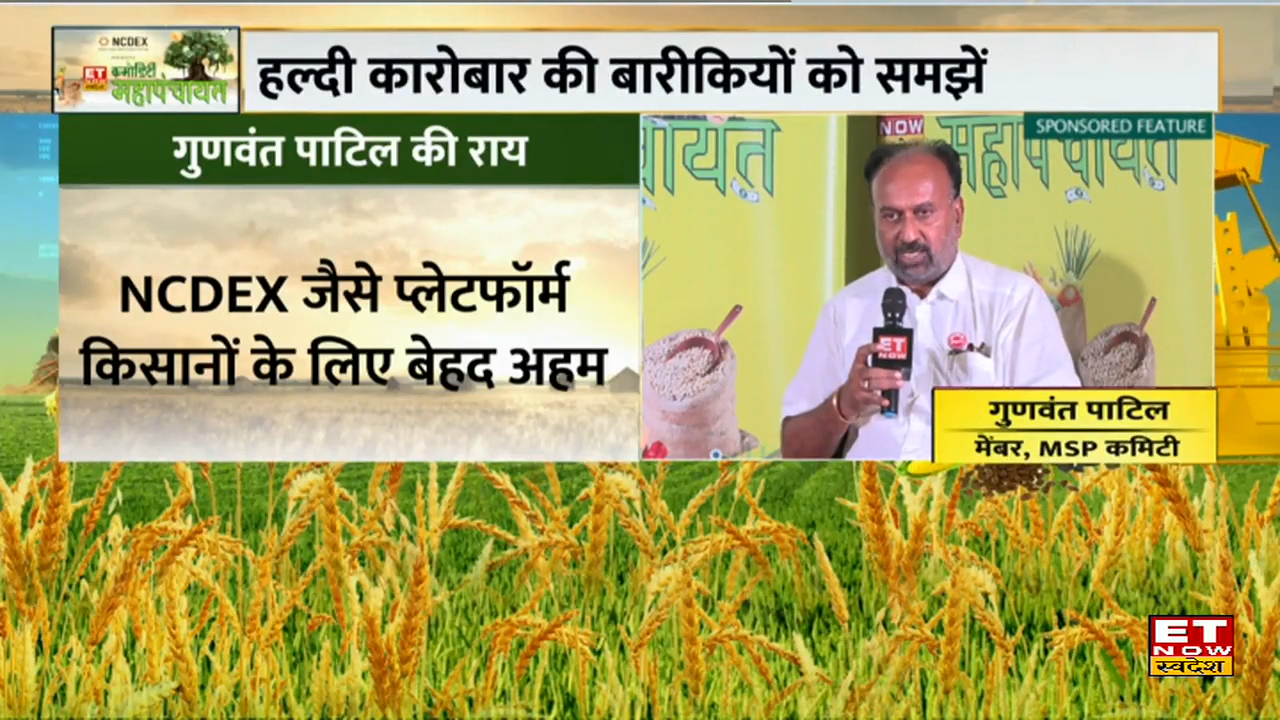 NCDEX
ET
कमोडिटी
महापंचायत
हल्दी कारोबार की बारीकियों को समझें
गुणवंत पाटिल की राय
NCDEX जैसे प्लेटफॉर्म
किसानों के लिए बेहद अहम
SPONSORED FEATURE
NOW
महापंचायत
ET
NOW
गुणवंत पाटिल
मेंबर, MSP कमिटी
ET
NOW
स्वदेश